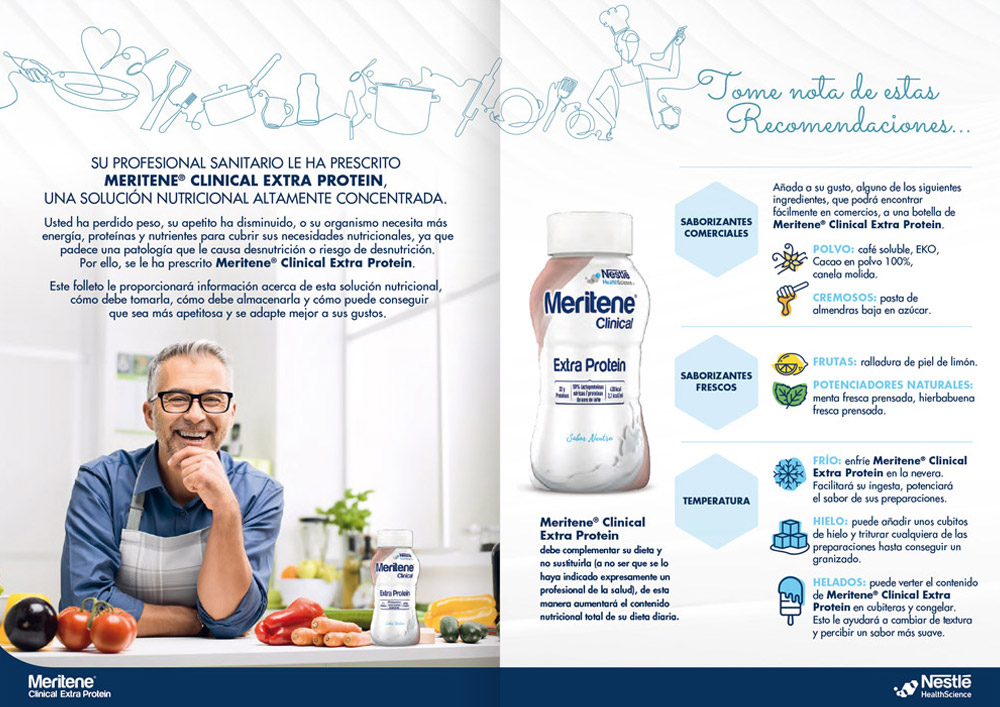 SU PROFESIONAL SANITARIO LE HA PRESCRITO
MERITENE® CLINICAL EXTRA PROTEIN,
UNA SOLUCIÓN NUTRICIONAL ALTAMENTE CONCENTRADA.
Usted ha perdido peso, su apetito ha disminuido, o su organismo necesita más
energía, proteínas y nutrientes para cubrir sus necesidades nutricionales, ya que
padece una patología que le causa desnutrición o riesgo de desnutrición.
Por ello, se le ha prescrito Meritene® Clinical Extra Protein.
Este folleto le proporcionará información acerca de esta solución nutricional,
cómo debe tomarla, cómo debe almacenarla y cómo puede conseguir
que sea más apetitosa y se adapte mejor a sus gustos.
Nestlé
Meritene®
Clinical
Extra Protein
Meritene®
Clinical Extra Protein
Tome nota de estas
Recomendaciones...
Nestlé
HealthScience
Meritene®
Clinical
Extra Protein
Sabor Neutro
Meritene® Clinical
Extra Protein
debe complementar su dieta y
no sustituirla (a no ser que se lo
haya indicado expresamente un
profesional de la salud), de esta
manera aumentará el contenido
nutricional total de su dieta diaria.
SABORIZANTES
COMERCIALES
Añada a su gusto, alguno de los siguientes
ingredientes, que podrá encontrar
fácilmente en comercios, a una botella de
Meritene® Clinical Extra Protein.
POLVO: café soluble, EKO,
Cacao en polvo 100%,
canela molida.
CREMOSOS: pasta de
almendras baja en azúcar.
SABORIZANTES
FRESCOS
FRUTAS: ralladura de piel de limón.
POTENCIADORES NATURALES:
menta fresca prensada, hierbabuena
fresca prensada.
TEMPERATURA
FRÍO: enfríe Meritene® Clinical
Extra Protein en la nevera.
Facilitará su ingesta, potenciará
el sabor de sus preparaciones.
HIELO: puede añadir unos cubitos
de hielo y triturar cualquiera de las
preparaciones hasta conseguir un
granizado.
HELADOS: puede verter el contenido
de Meritene® Clinical Extra
Protein en cubiteras y congelar.
Esto le ayudará a cambiar de textura
y percibir un sabor más suave.
Nestlé
HealthScience